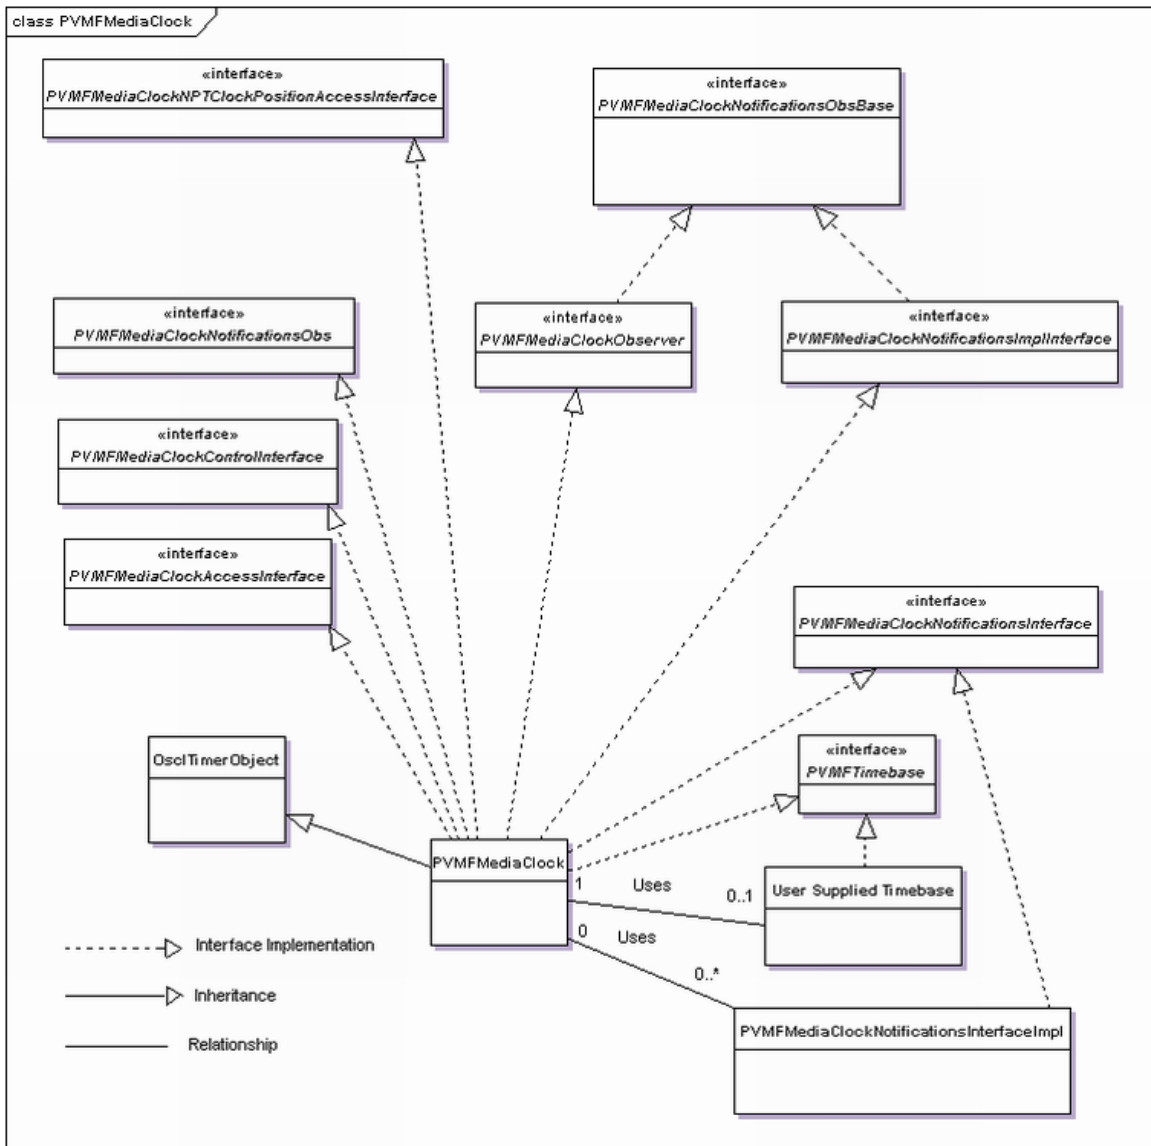 class PVMFMediaClock
«interface»
PVMFMediaClockNPTClockPositionAccessInterface
«interface»
PVMFMediaClockNotificationsObsBase
«interface»
PVMFMediaClockNotificationsObs
«interface»
PVMFMediaClockObserver
«interface»
PVMFMediaClockNotificationsImplInterface
«interface»
PVMFMediaClockControlInterface
«interface»
PVMFMediaClockAccessInterface
«interface»
PVMFMediaClockNotificationsInterface
OsclTimerObject
«interface»
PVMFTimebase
PVMFMediaClock
1
Uses
0..1
User Supplied Timebase
0
Uses
0..*
PVMFMediaClockNotificationsInterfaceImpl
Interface Implementation
Inheritance
Relationship